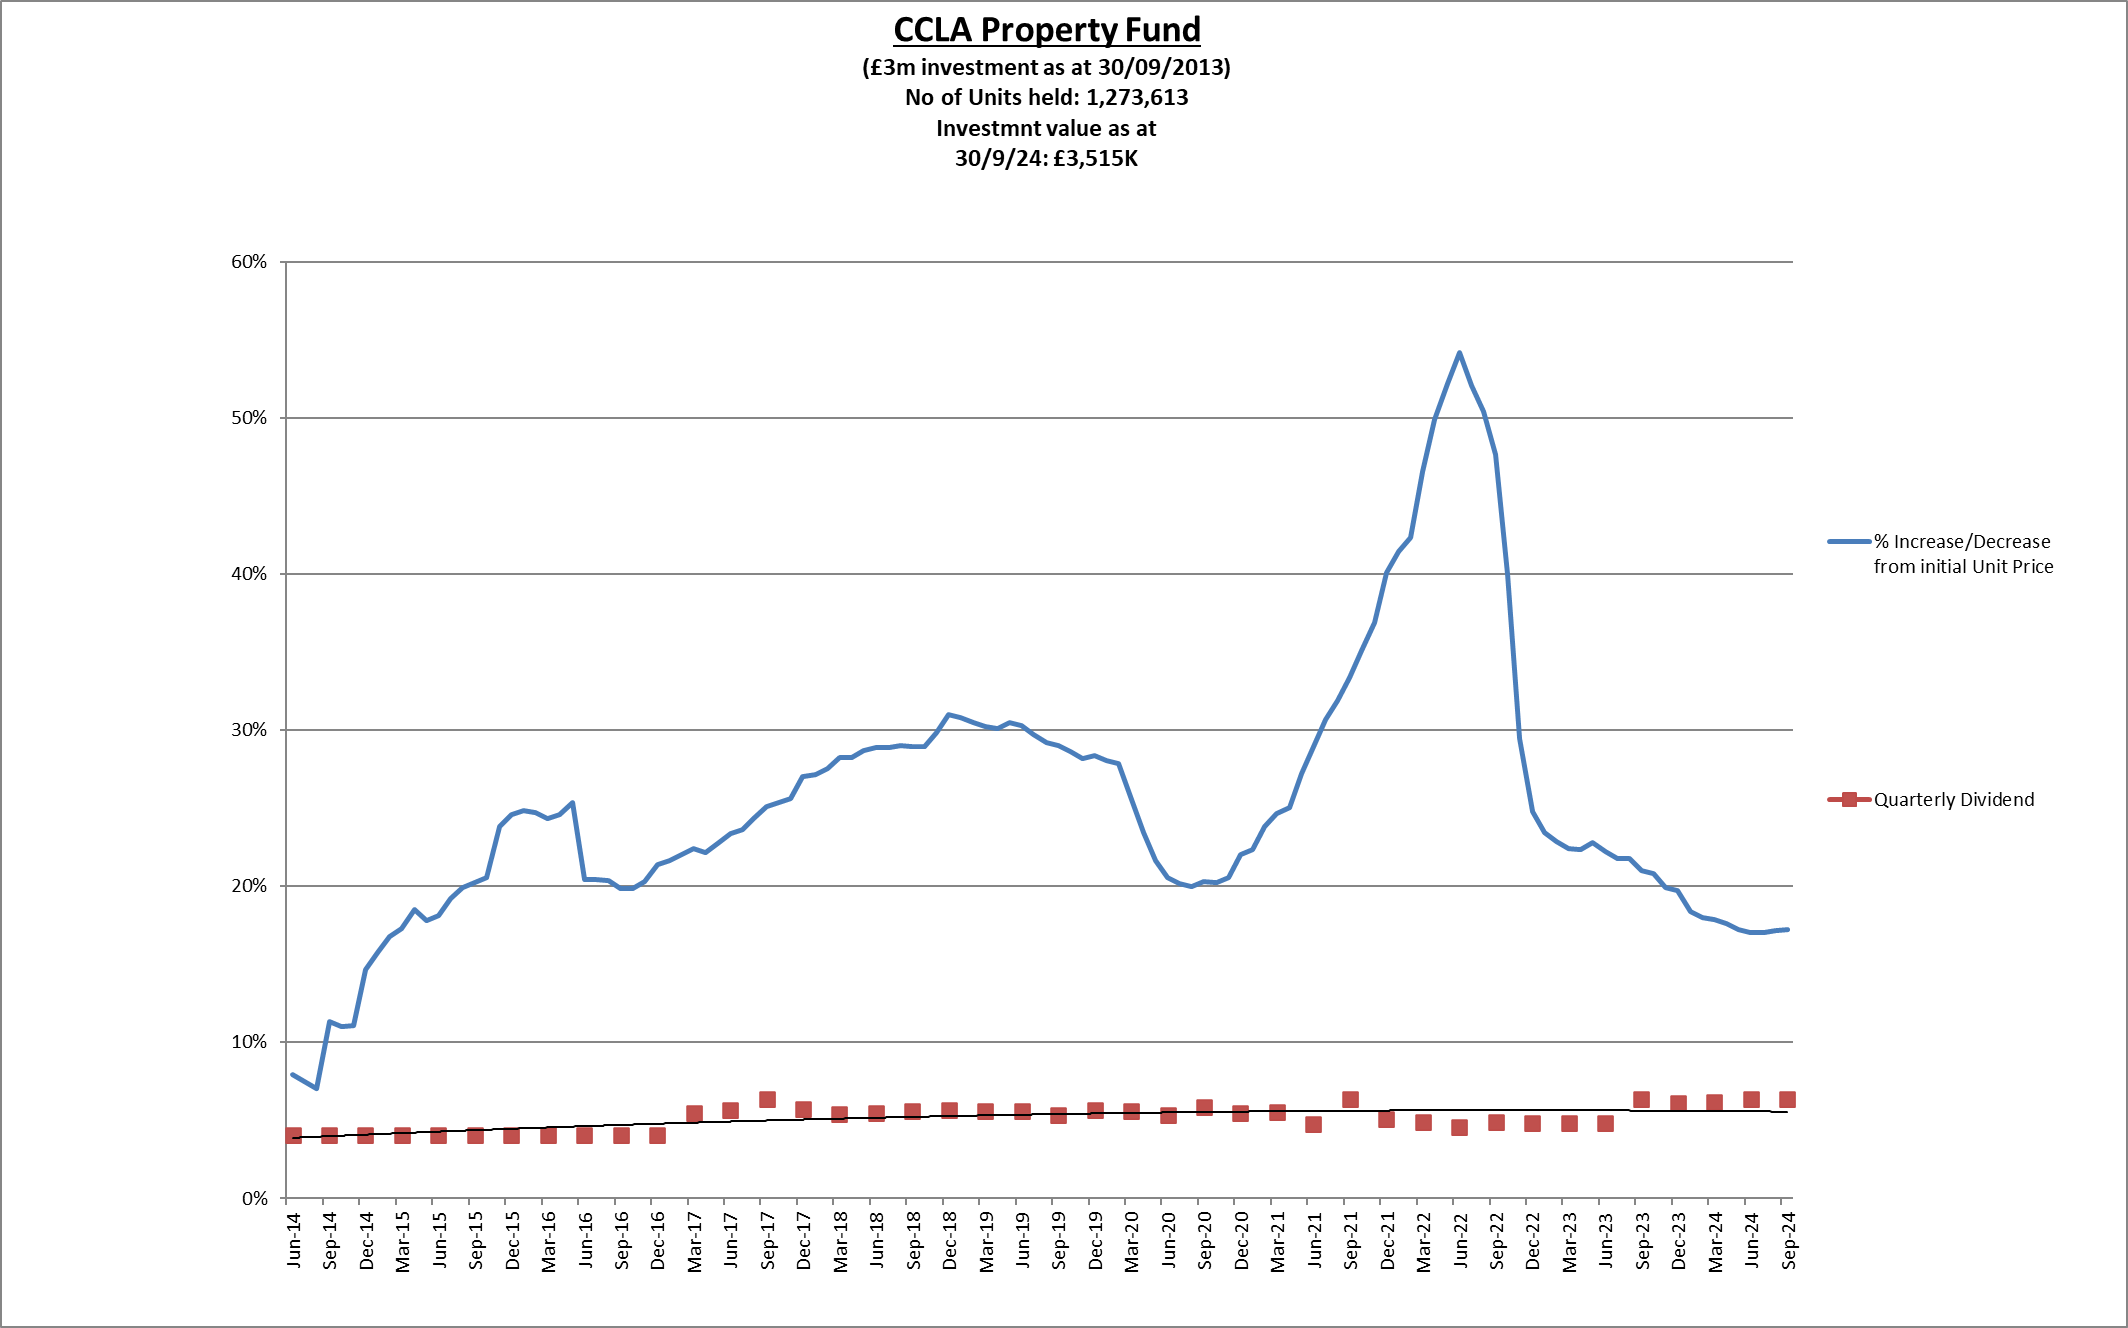 CCLA Property Fund
(£3m investment as at 30/09/2013)
No of Units held: 1,273,613
Investmnt value as at
30/9/24: £3,515K
60%
50%
40%
30%
20%
10%
0%
Jun-14
Sep-14
Dec-14
Mar-15
Jun-15
Sep-15
Dec-15
Mar-16
Jun-16
Sep-16
Dec-16
Mar-17
Jun-17
Sep-17
Dec-17
Mar-18
Jun-18
Sep-18
Dec-18
Mar-19
Jun-19
Sep-19
Dec-19
Mar-20
Jun-20
Sep-20
Dec-20
Mar-21
Jun-21
Sep-21
Dec-21
Mar-22
Jun-22
Sep-22
Dec-22
Mar-23
Jun-23
Sep-23
Dec-23
Mar-24
Jun-24
Sep-24
% Increase/Decrease
from initial Unit Price
Quarterly Dividend